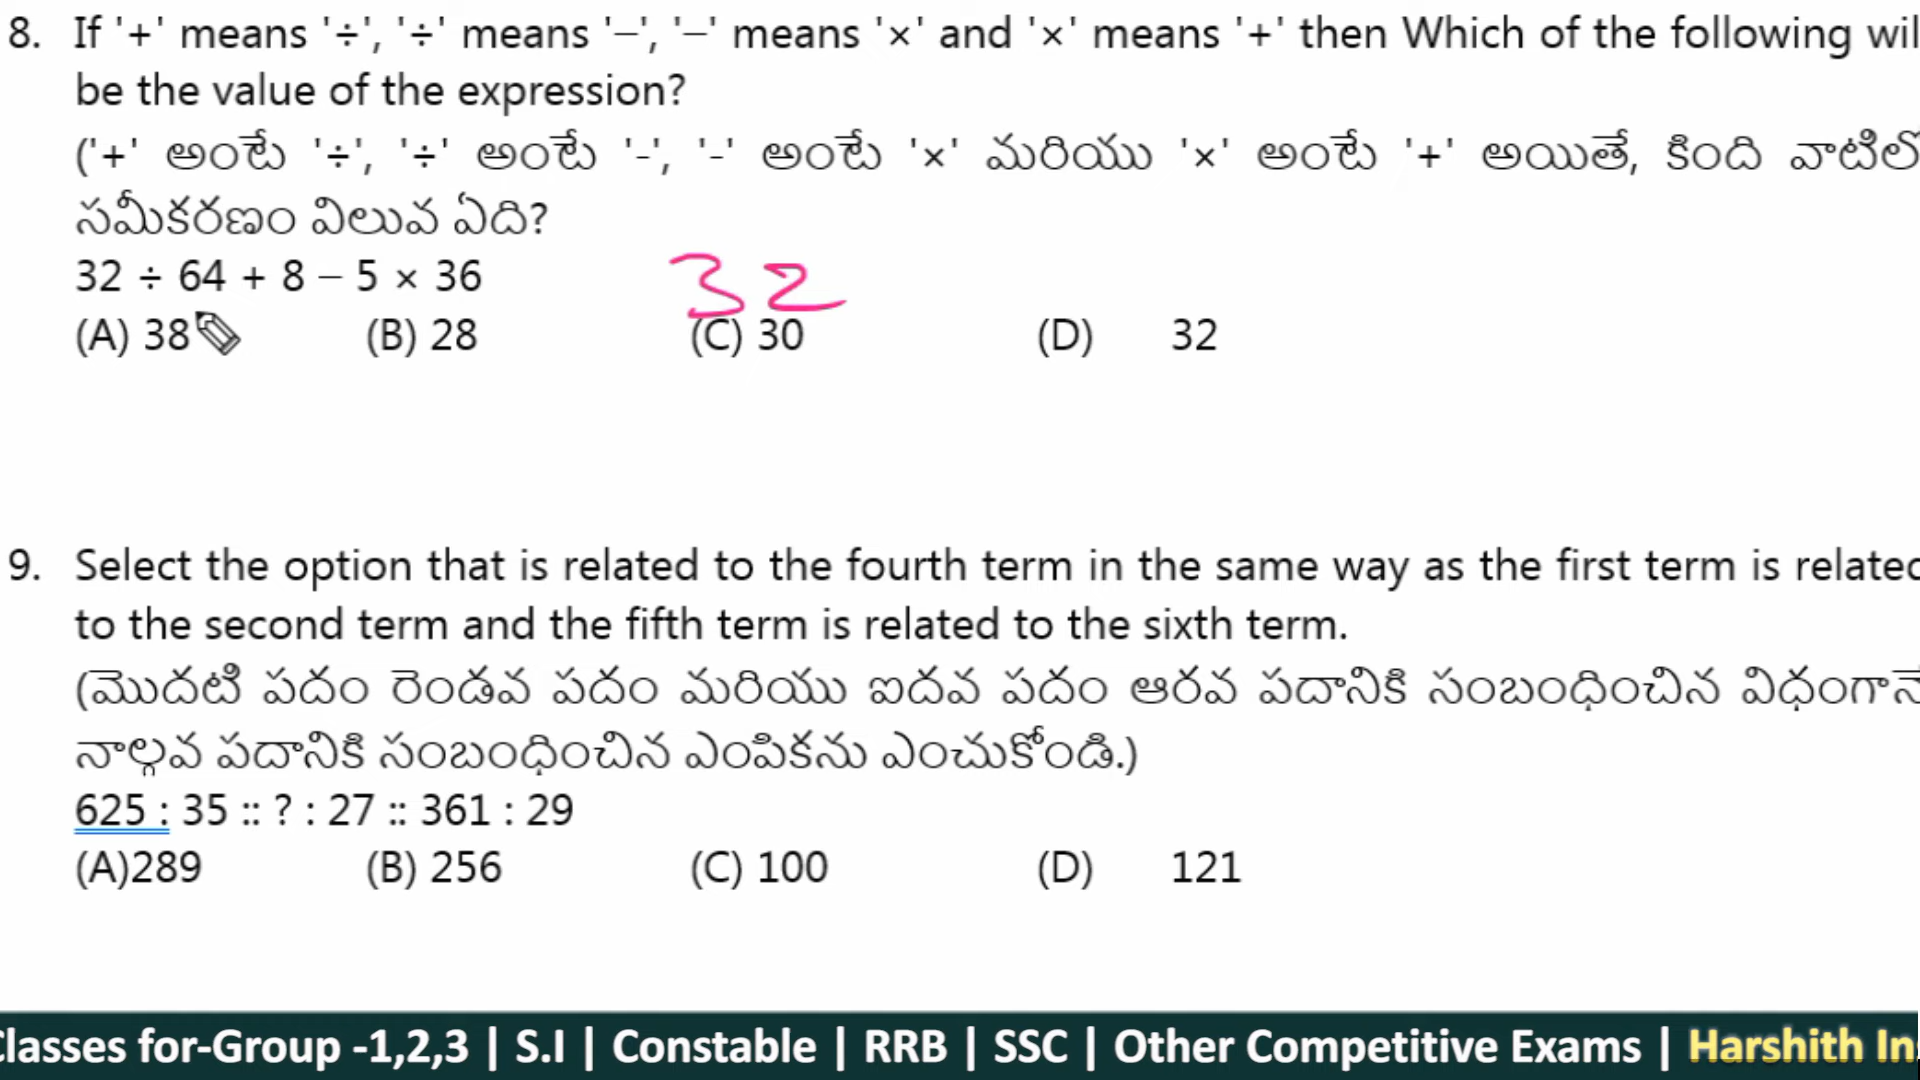 8. If '+' means '÷', '÷' means '–', '–' means '×' and '×' means '+' then Which of the following wil
be the value of the expression?
('+' అంటే '÷', '÷' అంటే '-', '-' అంటే '×' మరియు '×' అంటే '+' అయితే, కింది వాటిలో
సమీకరణం విలువ ఏది?
32 ÷ 64 + 8 – 5 × 36
32
(A) 38 (B) 28 (C) 30 (D) 32
9. Select the option that is related to the fourth term in the same way as the first term is related
to the second term and the fifth term is related to the sixth term.
(మొదటి పదం రెండవ పదం మరియు ఐదవ పదం ఆరవ పదానికి సంబంధించిన విధంగానే
నాల్గవ పదానికి సంబంధించిన ఎంపికను ఎంచుకోండి.)
625 : 35 :: ? : 27 :: 361 : 29
(A)289 (B) 256 (C) 100 (D) 121
Classes for-Group -1,2,3 | S.I | Constable | RRB | SSC | Other Competitive Exams | Harshith In